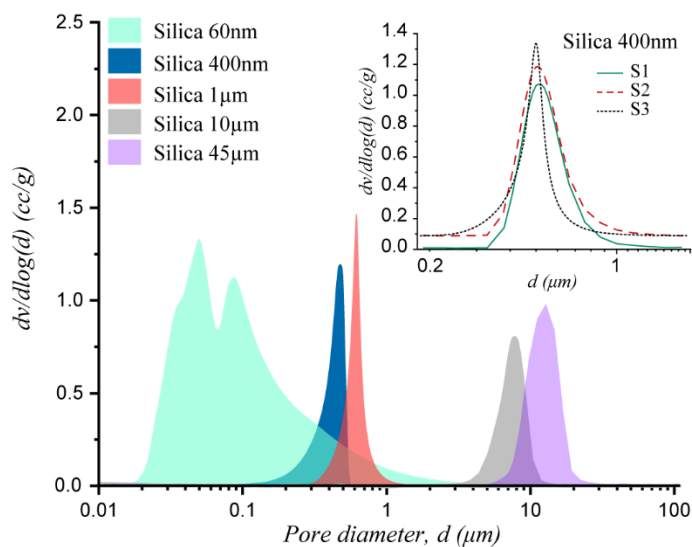 2.5
2.0
1.5
1.0
0.5
0.0
dv/dlog(d) (cc/g)
Silica 60nm
Silica 400nm
Silica 1µm
Silica 10µm
Silica 45µm
0.01
0.1
1
10
100
Pore diameter, d (µm)
1.4
1.2
1.0
0.8
0.6
0.4
0.2
0.0
dv/dlog(d) (cc/g)
Silica 400nm
S1
S2
S3
0.2
1
d (µm)